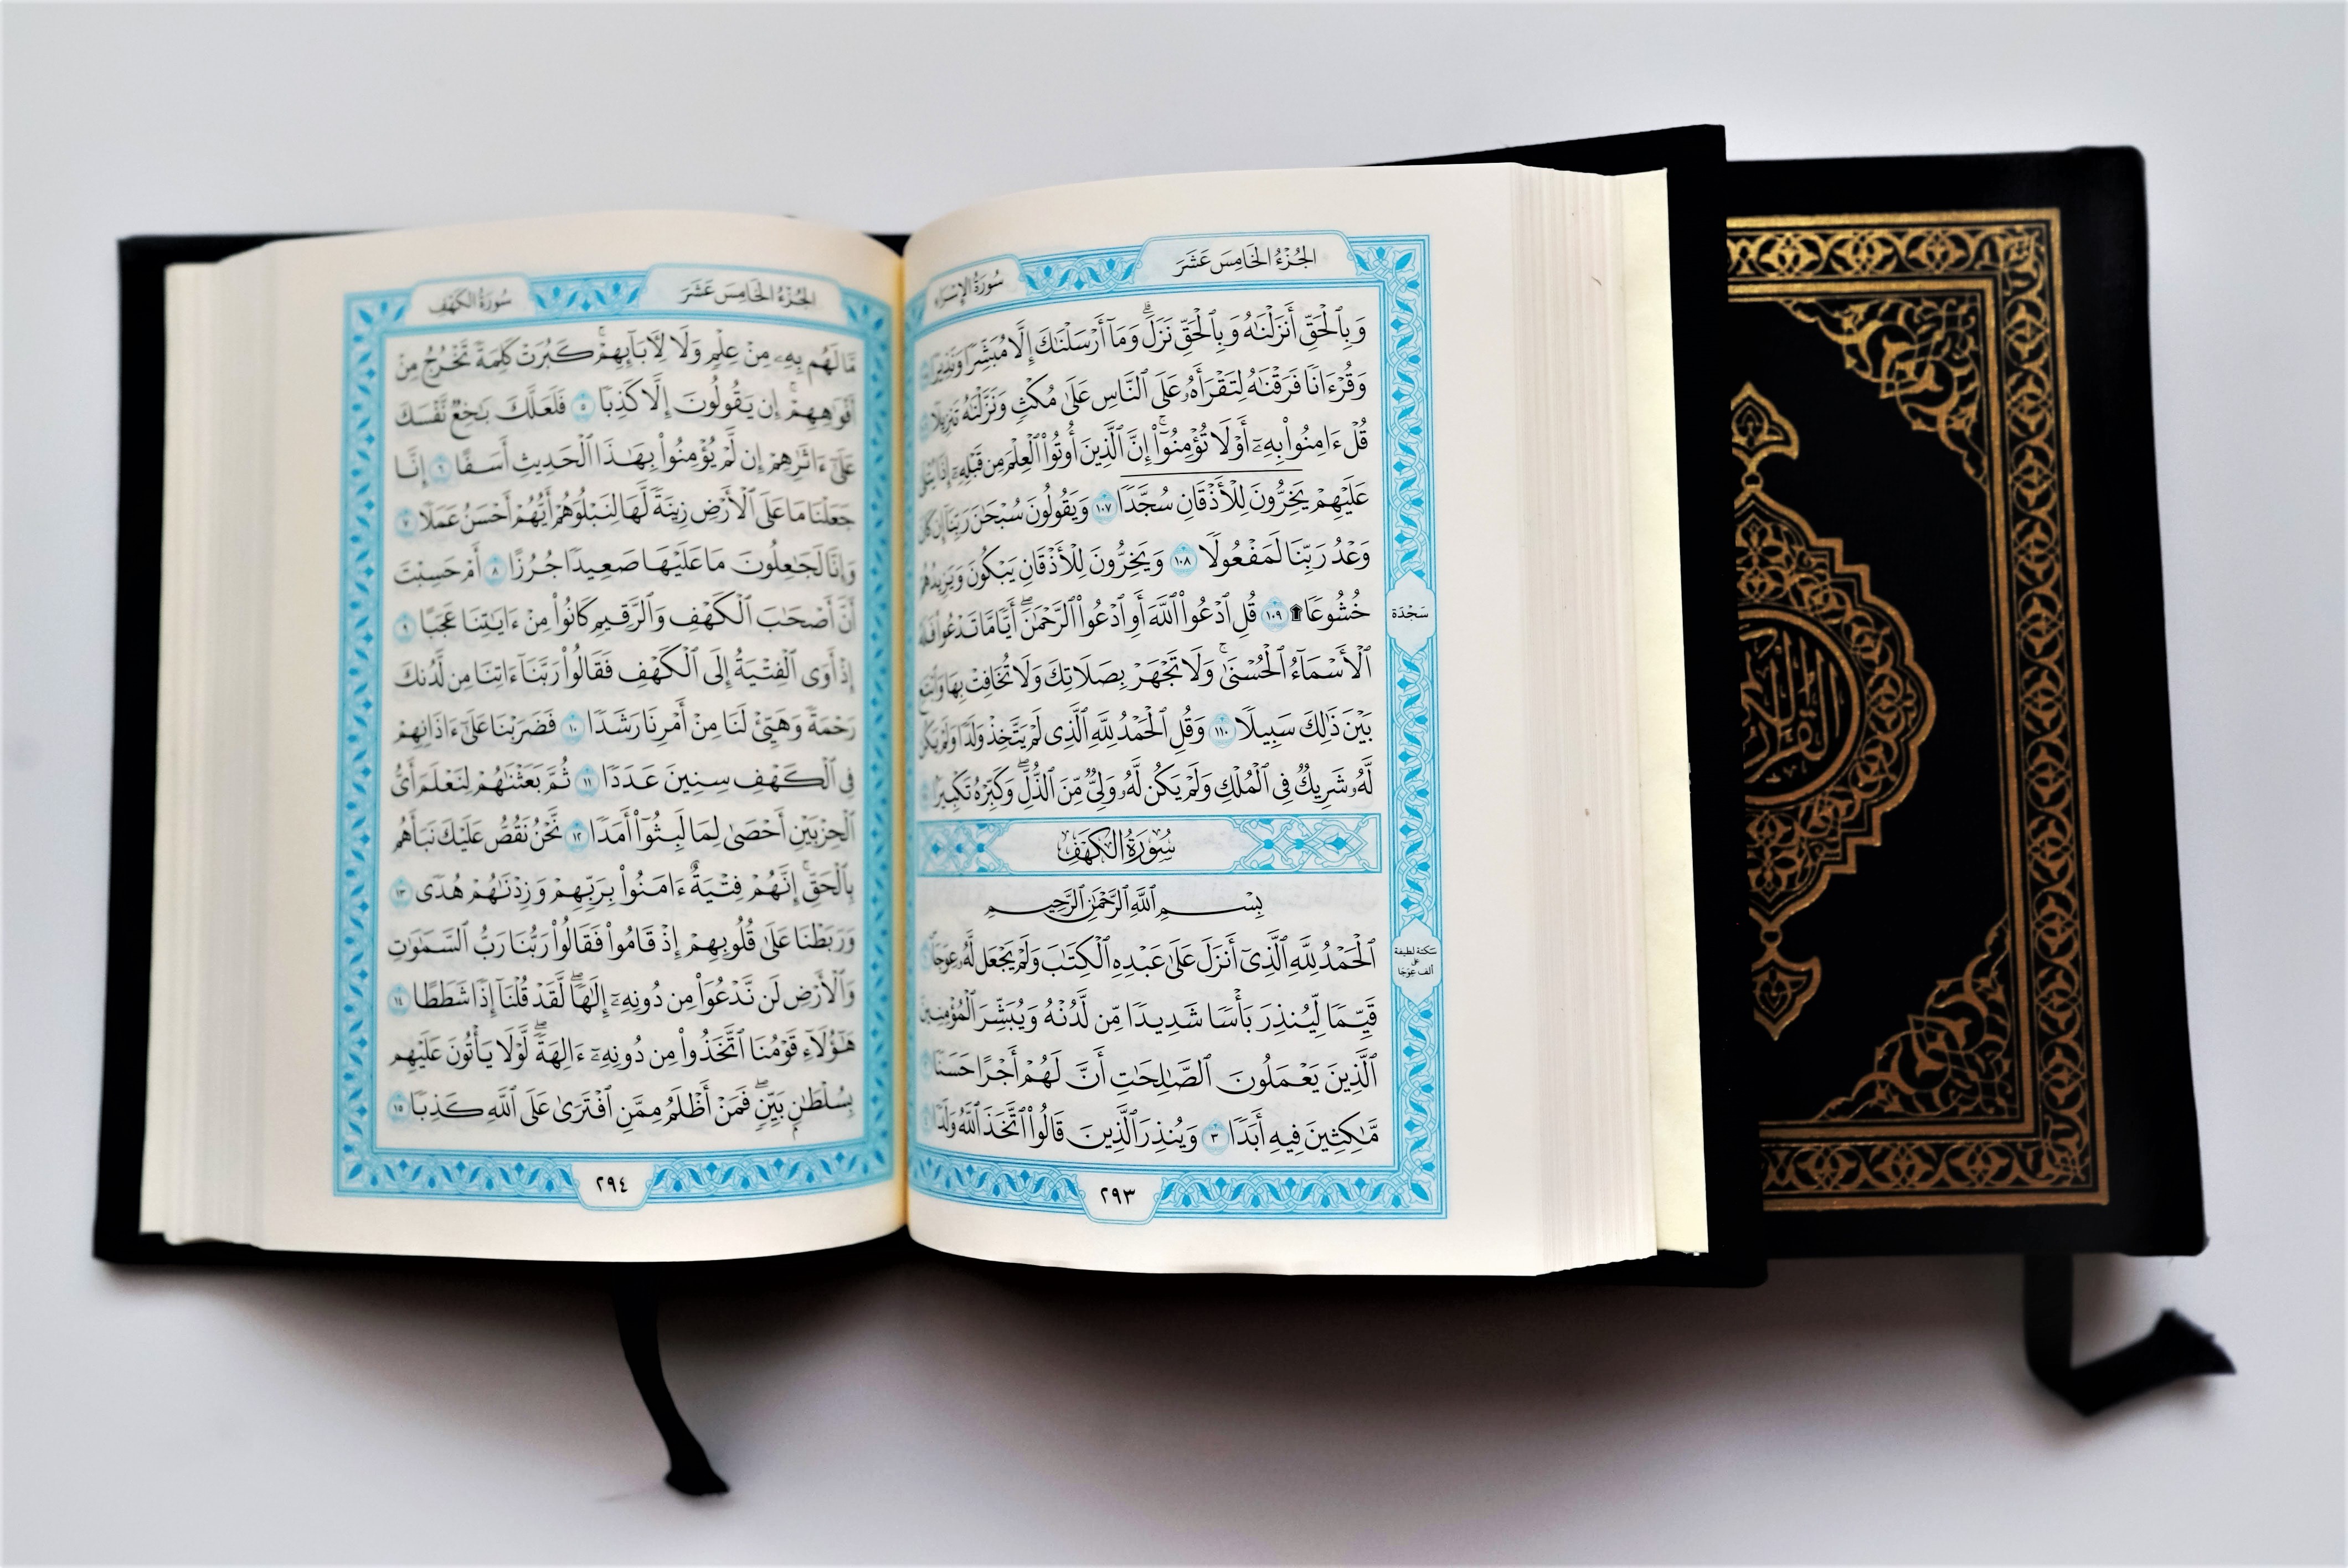 الجُزْءُ الخَامِسَ عَشَرَ
سُورَةُ الإِسْرَاء
وَبِٱلْحَقِّ أَنزَلْنَٰهُ وَبِٱلْحَقِّ نَزَلَۗ وَمَآ أَرْسَلْنَٰكَ إِلَّا مُبَشِّرًا وَنَذِيرًا
وَقُرْءَانًا فَرَقْنَٰهُ لِتَقْرَأَهُۥ عَلَى ٱلنَّاسِ عَلَىٰ مُكْثٍ وَنَزَّلْنَٰهُ تَنزِيلًا
قُلْ ءَامِنُوا۟ بِهِۦٓ أَوْ لَا تُؤْمِنُوٓا۟ۚ إِنَّ ٱلَّذِينَ أُوتُوا۟ ٱلْعِلْمَ مِن قَبْلِهِۦٓ إِذَا يُتْلَىٰ
عَلَيْهِمْ يَخِرُّونَ لِلْأَذْقَانِ سُجَّدًا ١٠٧ وَيَقُولُونَ سُبْحَٰنَ رَبِّنَآ إِن كَانَ
وَعْدُ رَبِّنَا لَمَفْعُولًا ١٠٨ وَيَخِرُّونَ لِلْأَذْقَانِ يَبْكُونَ وَيَزِيدُهُمْ
خُشُوعًا۩ ١٠٩ قُلِ ٱدْعُوا۟ ٱللَّهَ أَوِ ٱدْعُوا۟ ٱلرَّحْمَٰنَۖ أَيًّا مَّا تَدْعُوا۟ فَلَهُ
سَجْدَة
ٱلْأَسْمَآءُ ٱلْحُسْنَىٰۚ وَلَا تَجْهَرْ بِصَلَاتِكَ وَلَا تُخَافِتْ بِهَا وَٱبْتَغِ
بَيْنَ ذَٰلِكَ سَبِيلًا ١١٠ وَقُلِ ٱلْحَمْدُ لِلَّهِ ٱلَّذِى لَمْ يَتَّخِذْ وَلَدًا وَلَمْ يَكُن
لَّهُۥ شَرِيكٌ فِى ٱلْمُلْكِ وَلَمْ يَكُن لَّهُۥ وَلِىٌّ مِّنَ ٱلذُّلِّۖ وَكَبِّرْهُ تَكْبِيرًۢا
سُورَةُ الكَهْفِ
بِسْمِ ٱللَّهِ ٱلرَّحْمَٰنِ ٱلرَّحِيمِ
ٱلْحَمْدُ لِلَّهِ ٱلَّذِىٓ أَنزَلَ عَلَىٰ عَبْدِهِ ٱلْكِتَٰبَ وَلَمْ يَجْعَل لَّهُۥ عِوَجَاۜ
سكتة لطيفة
على
ألف عِوَجَا
قَيِّمًا لِّيُنذِرَ بَأْسًا شَدِيدًا مِّن لَّدُنْهُ وَيُبَشِّرَ ٱلْمُؤْمِنِينَ
ٱلَّذِينَ يَعْمَلُونَ ٱلصَّٰلِحَٰتِ أَنَّ لَهُمْ أَجْرًا حَسَنًا
مَّٰكِثِينَ فِيهِ أَبَدًا ٣ وَيُنذِرَ ٱلَّذِينَ قَالُوا۟ ٱتَّخَذَ ٱللَّهُ وَلَدًا
٢٩٣
الجُزْءُ الخَامِسَ عَشَرَ
سُورَةُ الكَهْفِ
مَّا لَهُم بِهِۦ مِنْ عِلْمٍ وَلَا لِـَٔابَآئِهِمْۚ كَبُرَتْ كَلِمَةً تَخْرُجُ مِنْ
أَفْوَٰهِهِمْۚ إِن يَقُولُونَ إِلَّا كَذِبًا ٥ فَلَعَلَّكَ بَٰخِعٌ نَّفْسَكَ
عَلَىٰٓ ءَاثَٰرِهِمْ إِن لَّمْ يُؤْمِنُوا۟ بِهَٰذَا ٱلْحَدِيثِ أَسَفًا ٦ إِنَّا
جَعَلْنَا مَا عَلَى ٱلْأَرْضِ زِينَةً لَّهَا لِنَبْلُوَهُمْ أَيُّهُمْ أَحْسَنُ عَمَلًا ٧
وَإِنَّا لَجَٰعِلُونَ مَا عَلَيْهَا صَعِيدًا جُرُزًا ٨ أَمْ حَسِبْتَ
أَنَّ أَصْحَٰبَ ٱلْكَهْفِ وَٱلرَّقِيمِ كَانُوا۟ مِنْ ءَايَٰتِنَا عَجَبًا ٩
إِذْ أَوَى ٱلْفِتْيَةُ إِلَى ٱلْكَهْفِ فَقَالُوا۟ رَبَّنَآ ءَاتِنَا مِن لَّدُنكَ
رَحْمَةً وَهَيِّئْ لَنَا مِنْ أَمْرِنَا رَشَدًا ١٠ فَضَرَبْنَا عَلَىٰٓ ءَاذَانِهِمْ
فِى ٱلْكَهْفِ سِنِينَ عَدَدًا ١١ ثُمَّ بَعَثْنَٰهُمْ لِنَعْلَمَ أَىُّ
ٱلْحِزْبَيْنِ أَحْصَىٰ لِمَا لَبِثُوٓا۟ أَمَدًا ١٢ نَّحْنُ نَقُصُّ عَلَيْكَ نَبَأَهُم
بِٱلْحَقِّۚ إِنَّهُمْ فِتْيَةٌ ءَامَنُوا۟ بِرَبِّهِمْ وَزِدْنَٰهُمْ هُدًى ١٣
وَرَبَطْنَا عَلَىٰ قُلُوبِهِمْ إِذْ قَامُوا۟ فَقَالُوا۟ رَبُّنَا رَبُّ ٱلسَّمَٰوَٰتِ
وَٱلْأَرْضِ لَن نَّدْعُوَا۟ مِن دُونِهِۦٓ إِلَٰهًاۖ لَّقَدْ قُلْنَآ إِذًا شَطَطًا ١٤
هَٰٓؤُلَآءِ قَوْمُنَا ٱتَّخَذُوا۟ مِن دُونِهِۦٓ ءَالِهَةًۖ لَّوْلَا يَأْتُونَ عَلَيْهِم
بِسُلْطَٰنٍۭ بَيِّنٍۖ فَمَنْ أَظْلَمُ مِمَّنِ ٱفْتَرَىٰ عَلَى ٱللَّهِ كَذِبًا ١٥
٢٩٤